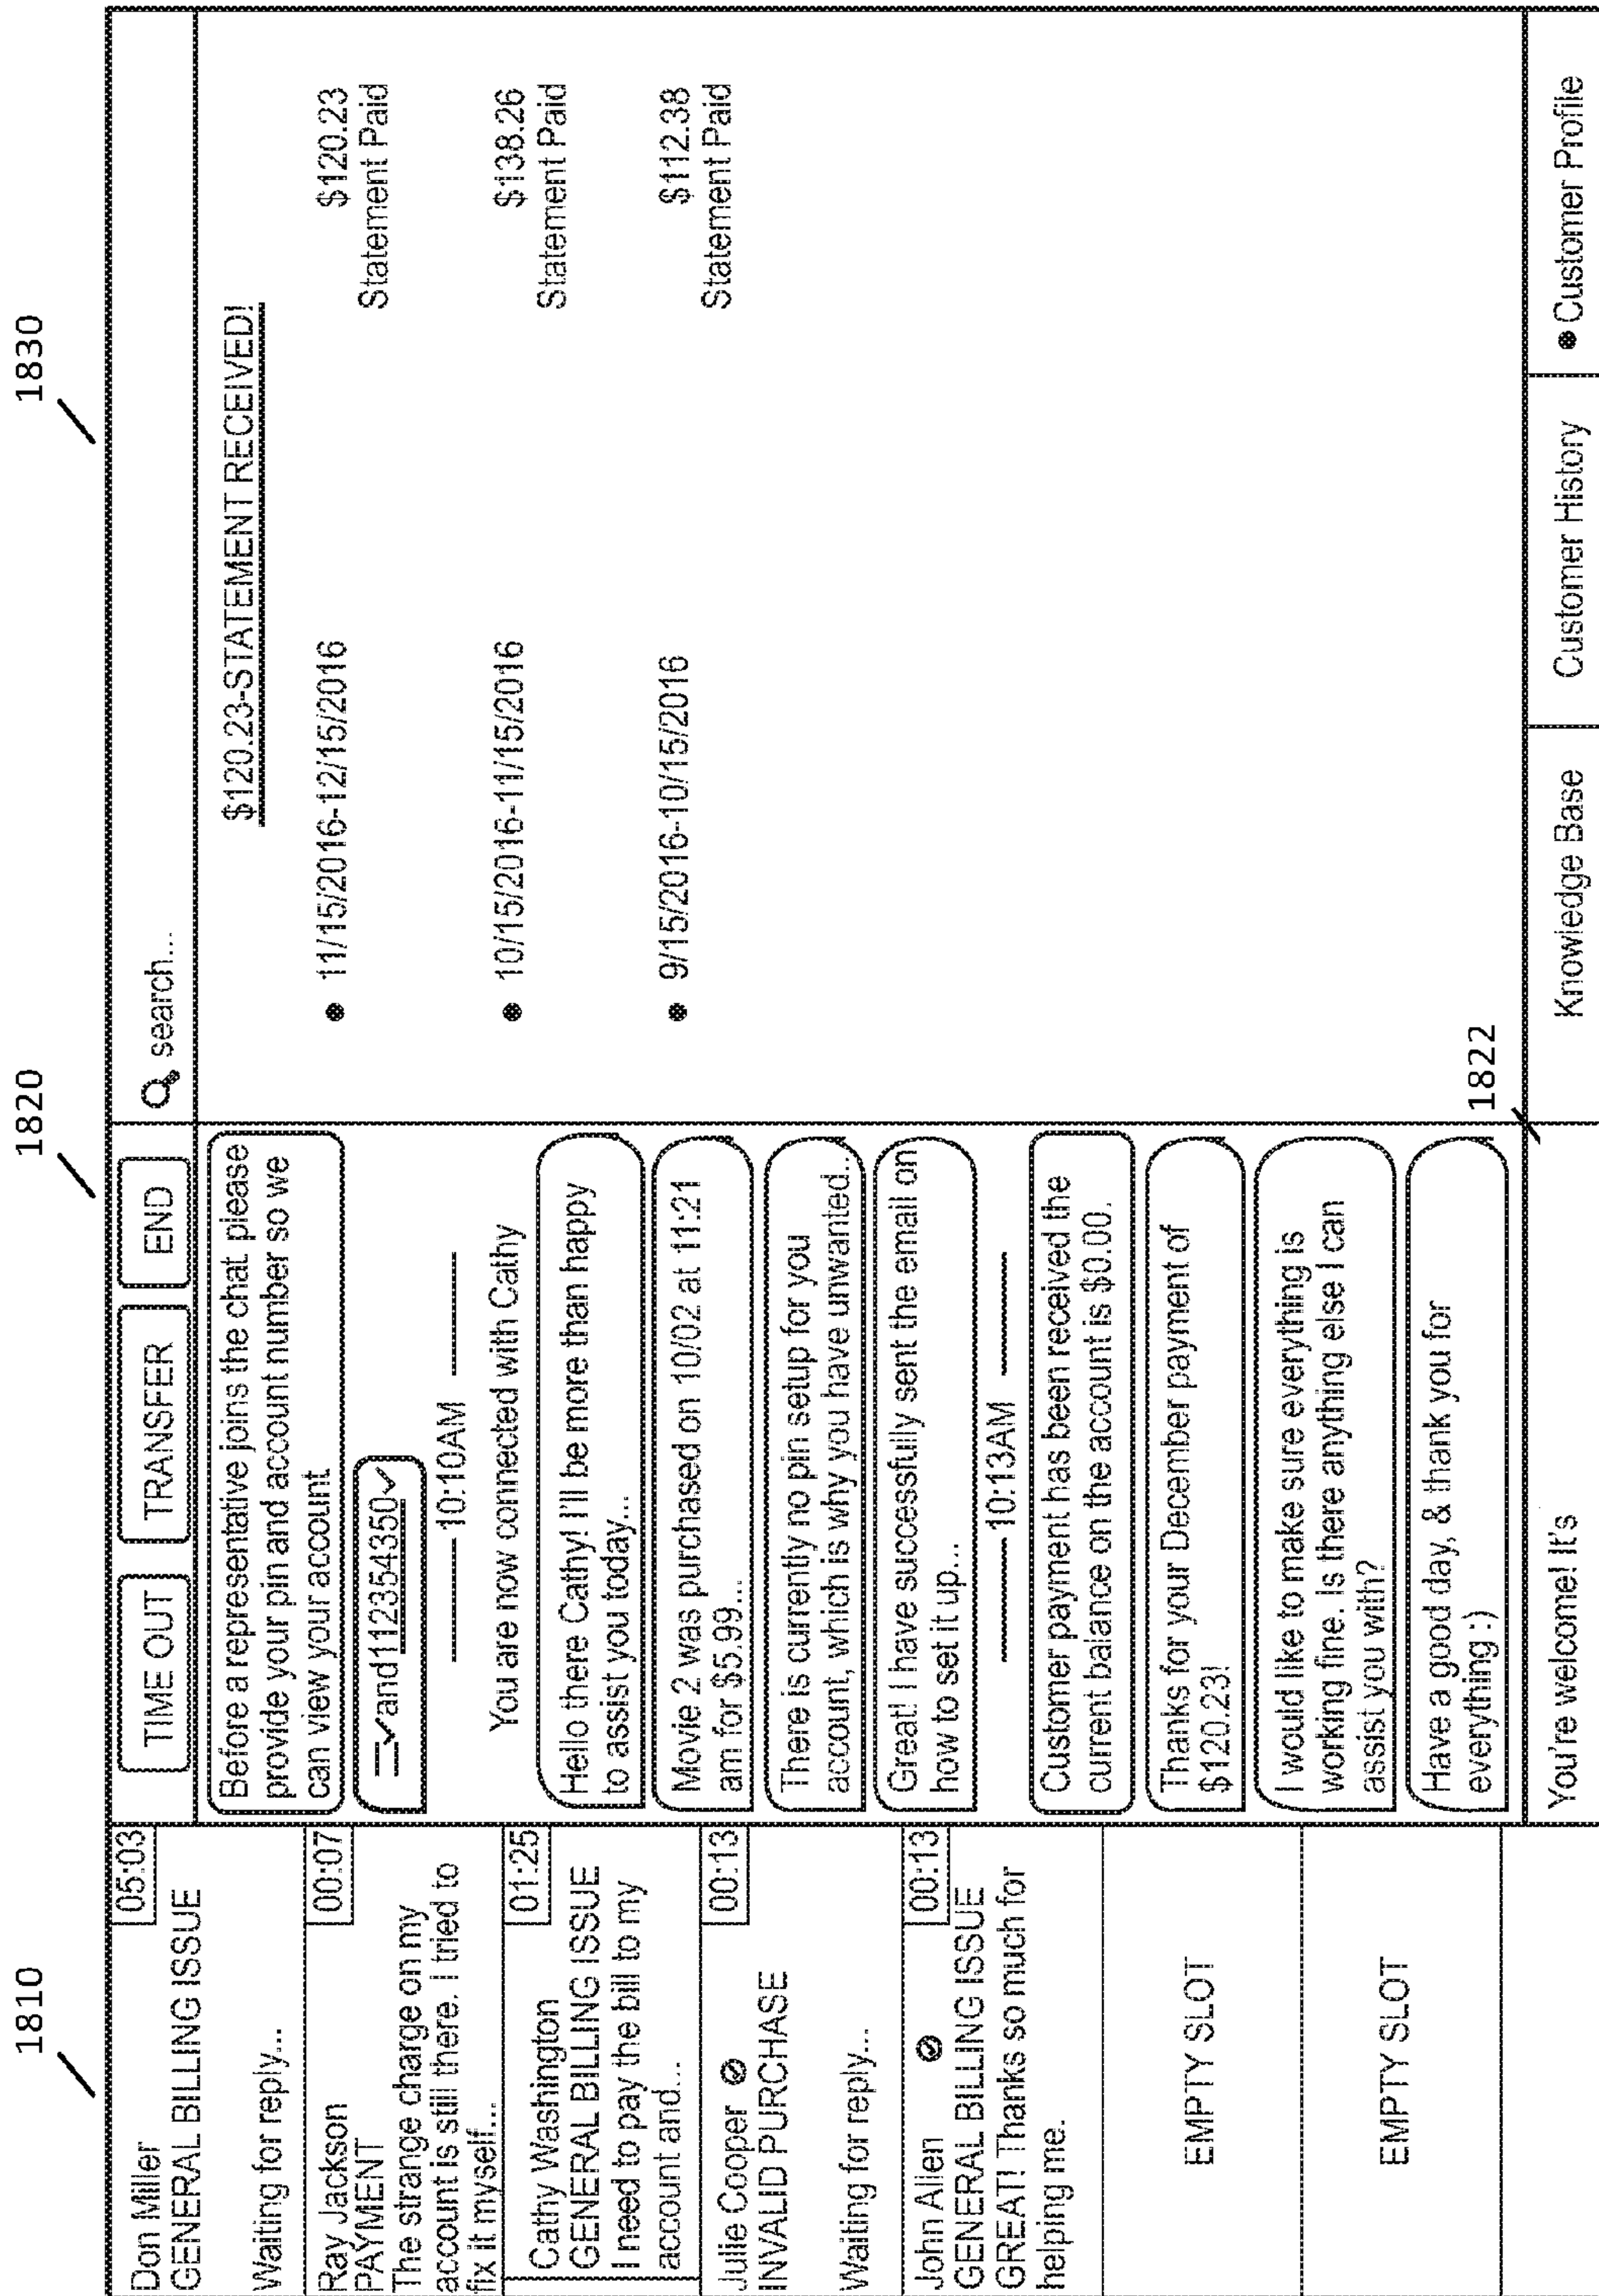 1810
1820
1830
Don Miller
05:03
GENERAL BILLING ISSUE
Waiting for reply...
Ray Jackson
00:07
PAYMENT
The strange charge on my
account is still there. I tried to
fix it myself...
Cathy Washington
01:25
GENERAL BILLING ISSUE
I need to pay the bill to my
account and...
Julie Cooper
00:13
INVALID PURCHASE
Waiting for reply...
John Allen
00:13
GENERAL BILLING ISSUE
GREAT! Thanks so much for
helping me.
EMPTY SLOT
EMPTY SLOT
TIME OUT
TRANSFER
END
Before a representative joins the chat please
provide your pin and account number so we
can view your account
and112354350
10:10AM
You are now connected with Cathy
Hello there Cathy! I'll be more than happy
to assist you today...
Movie 2 was purchased on 10/02 at 11:21
am for $5.99...
There is currently no pin setup for you
account, which is why you have unwanted..
Great! I have successfully sent the email on
how to set it up...
10:13AM
Customer payment has been received the
current balance on the account is $0.00.
Thanks for your December payment of
$120.23!
I would like to make sure everything is
working fine. Is there anything else I can
assist you with?
Have a good day, & thank you for
everything :)
You're welcome! It's
1822
search...
$120.23-STATEMENT RECEIVED!
• 11/15/2016-12/15/2016 $120.23
Statement Paid
• 10/15/2016-11/15/2016 $138.26
Statement Paid
• 9/15/2016-10/15/2016 $112.38
Statement Paid
Knowledge Base
Customer History
• Customer Profile